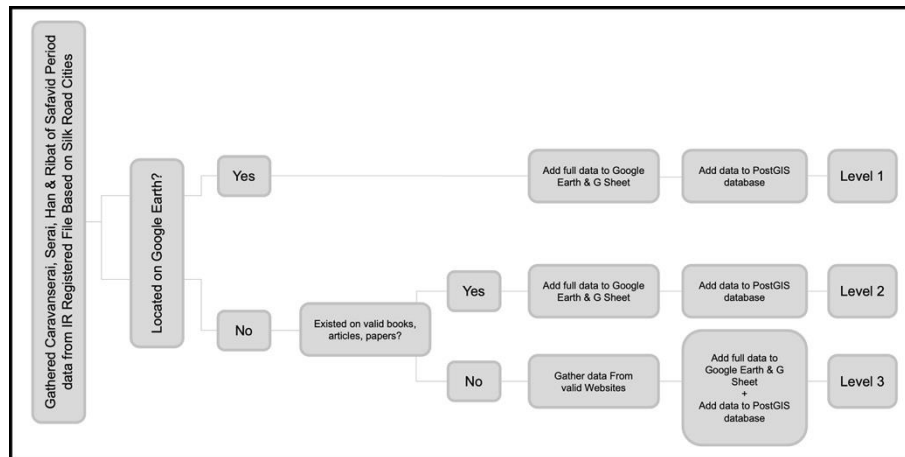 Gathered Caravanserai, Serai, Han & Ribat of Safavid Period
data from IR Registered File Based on Silk Road Cities
Located on Google Earth?
Yes
Add full data to Google
Earth & G Sheet
Add data to PostGIS
database
Level 1
No
Existed on valid books,
articles, papers?
Yes
Add full data to Google
Earth & G Sheet
Add data to PostGIS
database
Level 2
No
Gather data From
valid Websites
Add full data to
Google Earth & G
Sheet
+
Add data to PostGIS
database
Level 3